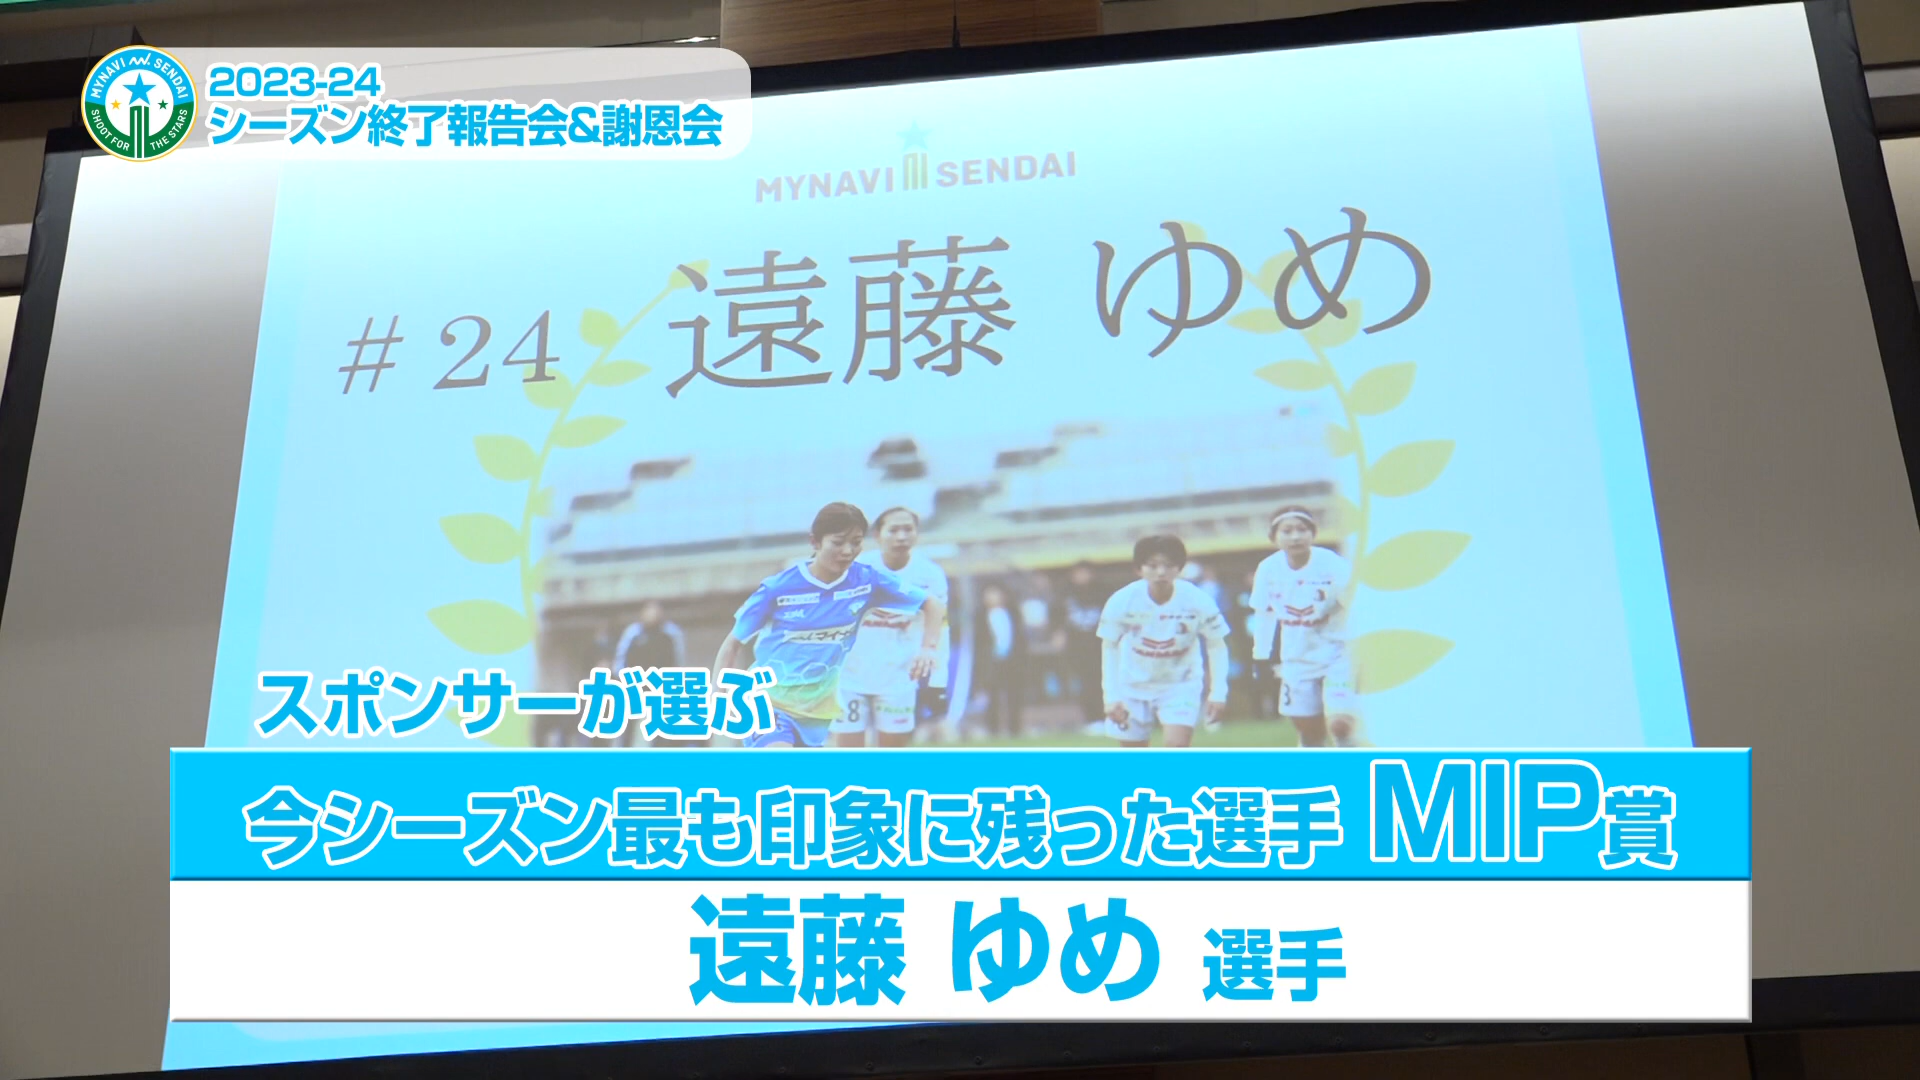 MYNAVI SENDAI
SHOOT FOR THE STARS
2023-24
シーズン終了報告会&謝恩会
MYNAVI SENDAI
#24 遠藤 ゆめ
スポンサーが選ぶ
今シーズン最も印象に残った選手 MIP賞
遠藤 ゆめ 選手